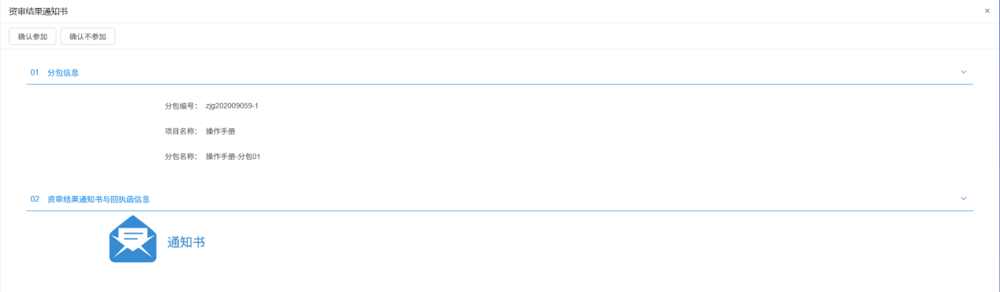 资审结果通知书 ×
确认参加 确认不参加
01 分包信息
分包编号： zjg202009059-1
项目名称： 操作手册
分包名称： 操作手册-分包01
02 资审结果通知书与回执函信息
通知书